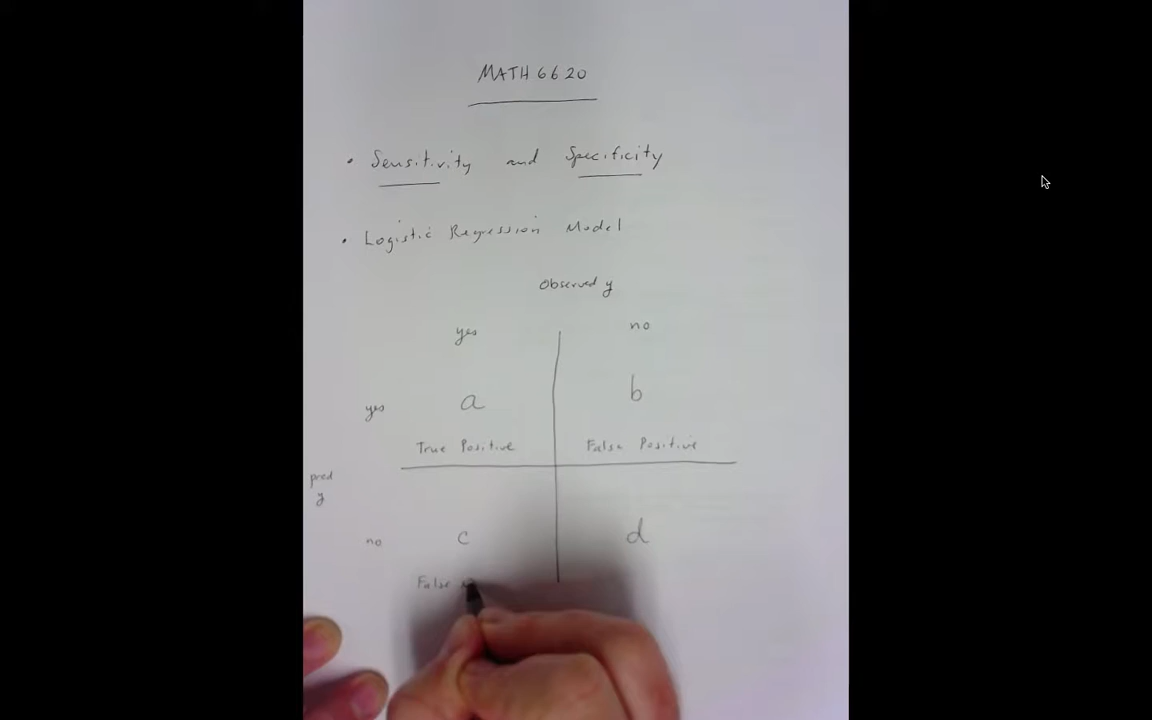 MATH 6620
• Sensitivity and Specificity
• Logistic Regression Model
Observed y
yes no
yes a b
True Positive False Positive
pred
y
no c d
False